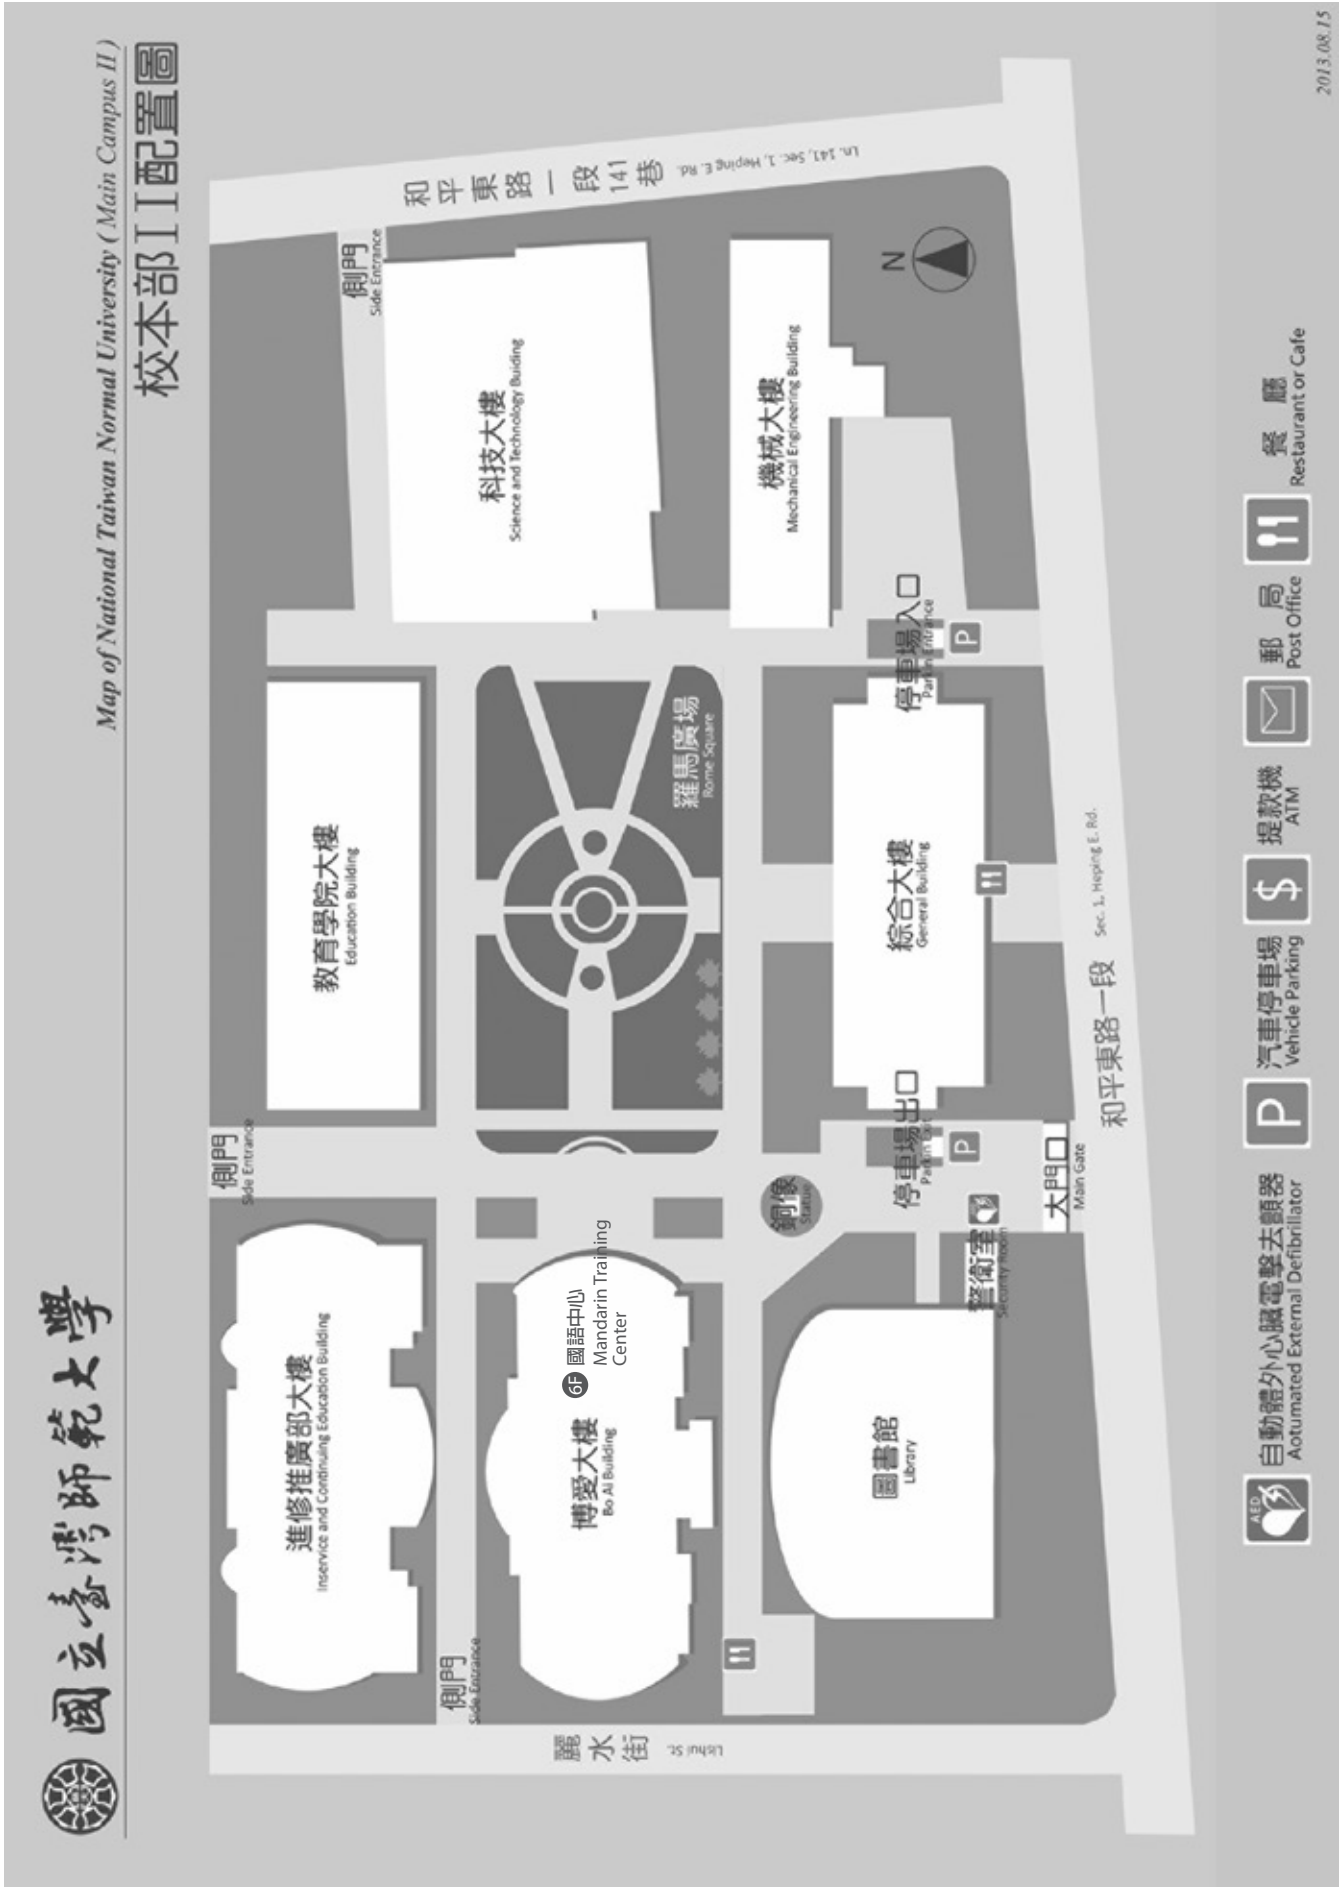 國立臺灣師範大學
Map of National Taiwan Normal University ( Main Campus II )
校本部II配置圖
側門
Side Entrance
進修推廣部大樓
Inservice and Continuing Education Building
側門
Side Entrance
教育學院大樓
Education Building
側門
Side Entrance
和平東路一段141巷
Ln. 141, Sec. 1, Heping E. Rd.
科技大樓
Science and Technology Buiding
麗水街
Lishui St.
博愛大樓
Bo Ai Building
6F 國語中心
Mandarin Training
Center
羅馬廣場
Rome Square
機械大樓
Mechanical Engineering Building
N
銅像
Statue
圖書館
Library
警衛室
Security Room
停車場出口
Parkin Exit
P
綜合大樓
General Building
停車場入口
Parkin Entrance
P
大門口
Main Gate
和平東路一段 Sec. 1, Heping E. Rd.
AED
自動體外心臟電擊去顫器
Aotumated External Defibrillator
P
汽車停車場
Vehicle Parking
$
提款機
ATM
郵局
Post Office
餐廳
Restaurant or Cafe
2013.08.15